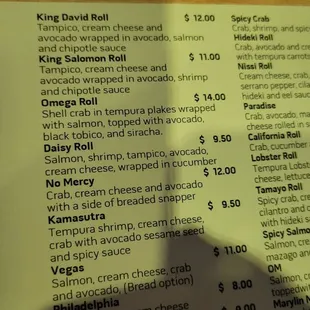 King David Roll $ 12.00
Tampico, cream cheese and
avocado wrapped in avocado, salmon
and chipotle sauce
King Salomon Roll $ 11.00
Tampico, cream cheese and
avocado wrapped in avocado, shrimp
and chipotle sauce
Omega Roll $ 14.00
Shell crab in tempura plakes wrapped
with salmon, topped with avocado,
black tobico, and siracha.
Daisy Roll $ 9.50
Salmon, shrimp, tampico, avocado,
cream cheese, wrapped in cucumber
No Mercy $ 12.00
Crab, cream cheese and avocado
with a side of breaded snapper
Kamasutra $ 9.50
Tempura shrimp, cream cheese,
crab with avocado sesame seed
and spicy sauce
Vegas $ 11.00
Salmon, cream cheese, crab
and avocado, (Bread option) $ 8.00
Philadelphia
cheese
Spicy Crab
Crab, shrimp, and spic
Hideki Roll
Crab, avocado and cr
with tempura carrots
Nissi Roll
Cream cheese, crab,
serrano pepper, cila
hideki and eel sauc
Paradise
Crab, avocado, ma
cheese rolled in s
California Roll
Crab, cucumber
Lobster Roll
Tempura Lobste
cheese, lettuce
Tamayo Roll
Spicy crab, cre
cilantro and c
with hideki sa
Spicy Salmo
Salmon, cre
mazago and
OM
Salmon, cr
toppedwith
Marylin M